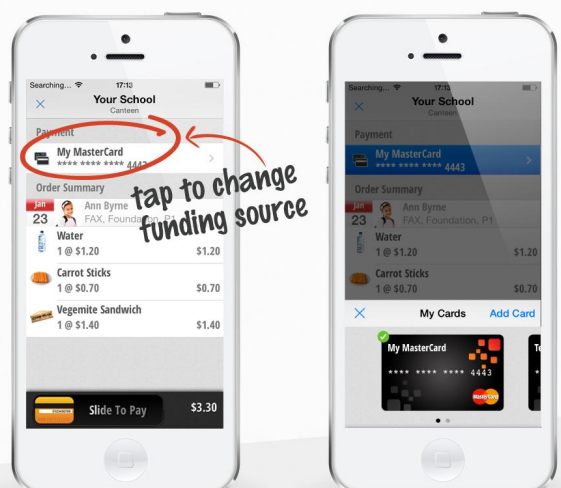 Searching... 17:13
Your School
Canteen
Payment
My MasterCard
**** **** **** 4443
Order Summary
Jan
23
Ann Byrne
FAX, Foundation, P1
Water
1 @ $1.20 $1.20
Carrot Sticks
1 @ $0.70 $0.70
Vegemite Sandwich
1 @ $1.40 $1.40
Slide To Pay $3.30
tap to change
funding source
Searching... 17:13
Your School
Canteen
Payment
My MasterCard
**** **** **** 4443
Order Summary
Jan
23
Ann Byrne
FAX, Foundation, P1
Water
1 @ $1.20 $1.20
Carrot Sticks
1 @ $0.70 $0.70
My Cards Add Card
My MasterCard
**** **** **** 4443
MasterCard